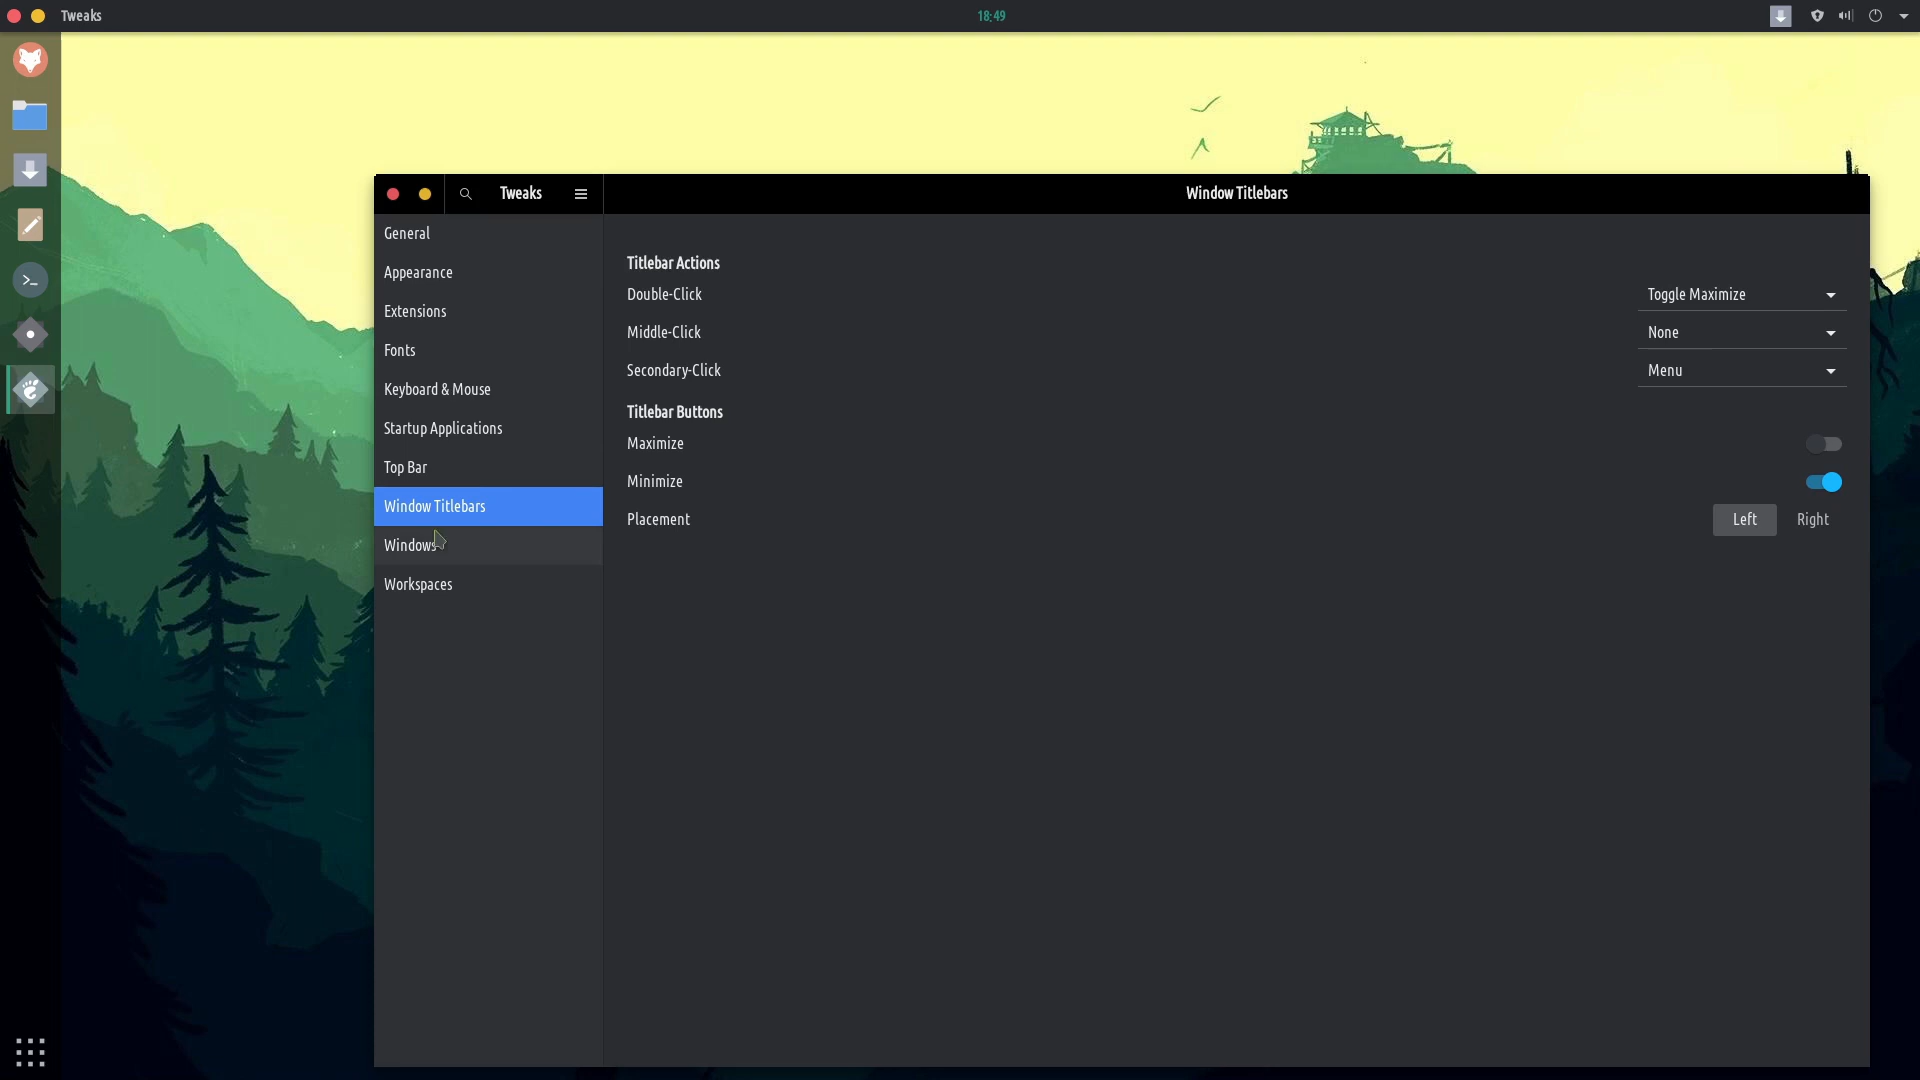 Tweaks
18:49
Tweaks
Window Titlebars
General
Appearance
Extensions
Fonts
Keyboard & Mouse
Startup Applications
Top Bar
Window Titlebars
Windows
Workspaces
Titlebar Actions
Double-Click
Toggle Maximize
Middle-Click
None
Secondary-Click
Menu
Titlebar Buttons
Maximize
Minimize
Placement
Left
Right